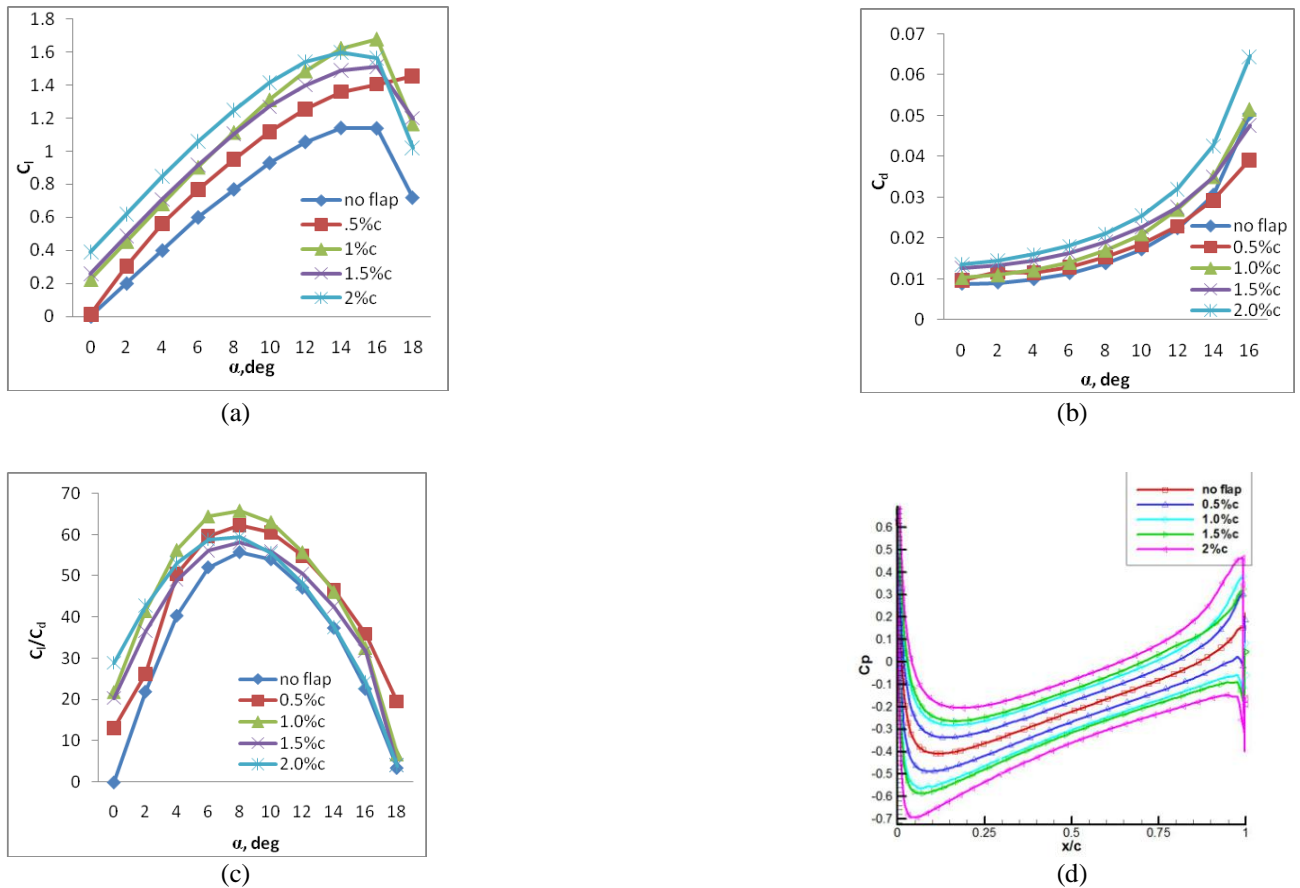 1.8
1.6
1.4
1.2
1
0.8
0.6
0.4
0.2
0
Cl
0 2 4 6 8 10 12 14 16 18
α,deg
no flap
.5%c
1%c
1.5%c
2%c
(a)
0.07
0.06
0.05
0.04
0.03
0.02
0.01
0
Cd
0 2 4 6 8 10 12 14 16
α, deg
no flap
0.5%c
1.0%c
1.5%c
2.0%c
(b)
70
60
50
40
30
20
10
0
Cl/Cd
0 2 4 6 8 10 12 14 16 18
α, deg
no flap
0.5%c
1.0%c
1.5%c
2.0%c
(c)
no flap
0.5%c
1.0%c
1.5%c
2%c
0.6
0.5
0.4
0.3
0.2
0.1
0
-0.1
-0.2
-0.3
-0.4
-0.5
-0.6
-0.7
Cp
0 0.25 0.5 0.75 1
x/c
(d)